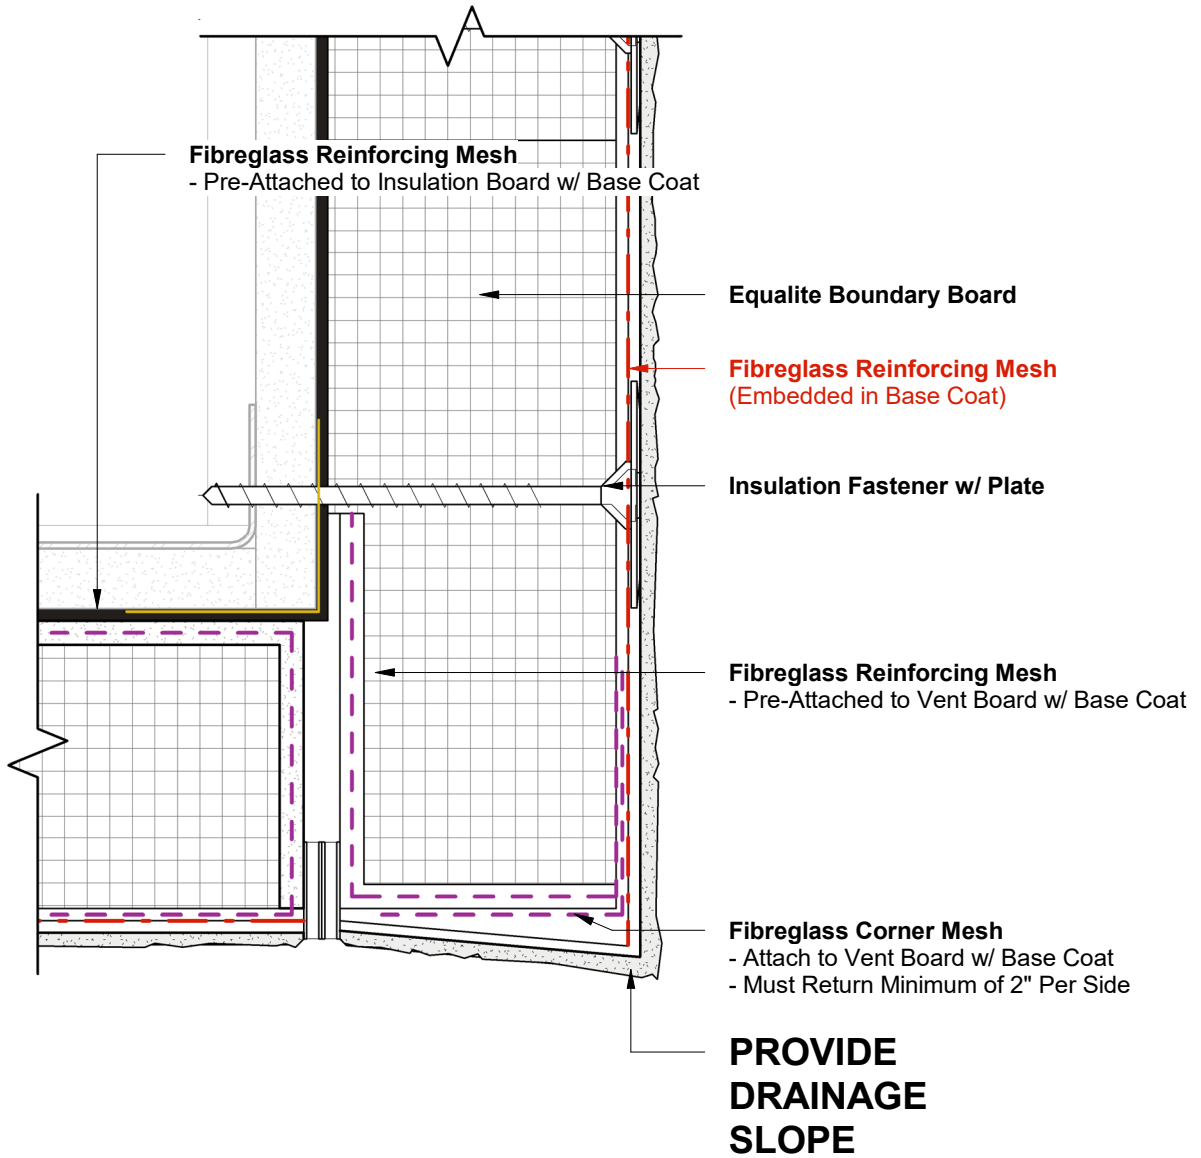 Fibreglass Reinforcing Mesh
- Pre-Attached to Insulation Board w/ Base Coat
Equalite Boundary Board
Fibreglass Reinforcing Mesh
(Embedded in Base Coat)
Insulation Fastener w/ Plate
Fibreglass Reinforcing Mesh
- Pre-Attached to Vent Board w/ Base Coat
Fibreglass Corner Mesh
- Attach to Vent Board w/ Base Coat
- Must Return Minimum of 2" Per Side
PROVIDE
DRAINAGE
SLOPE